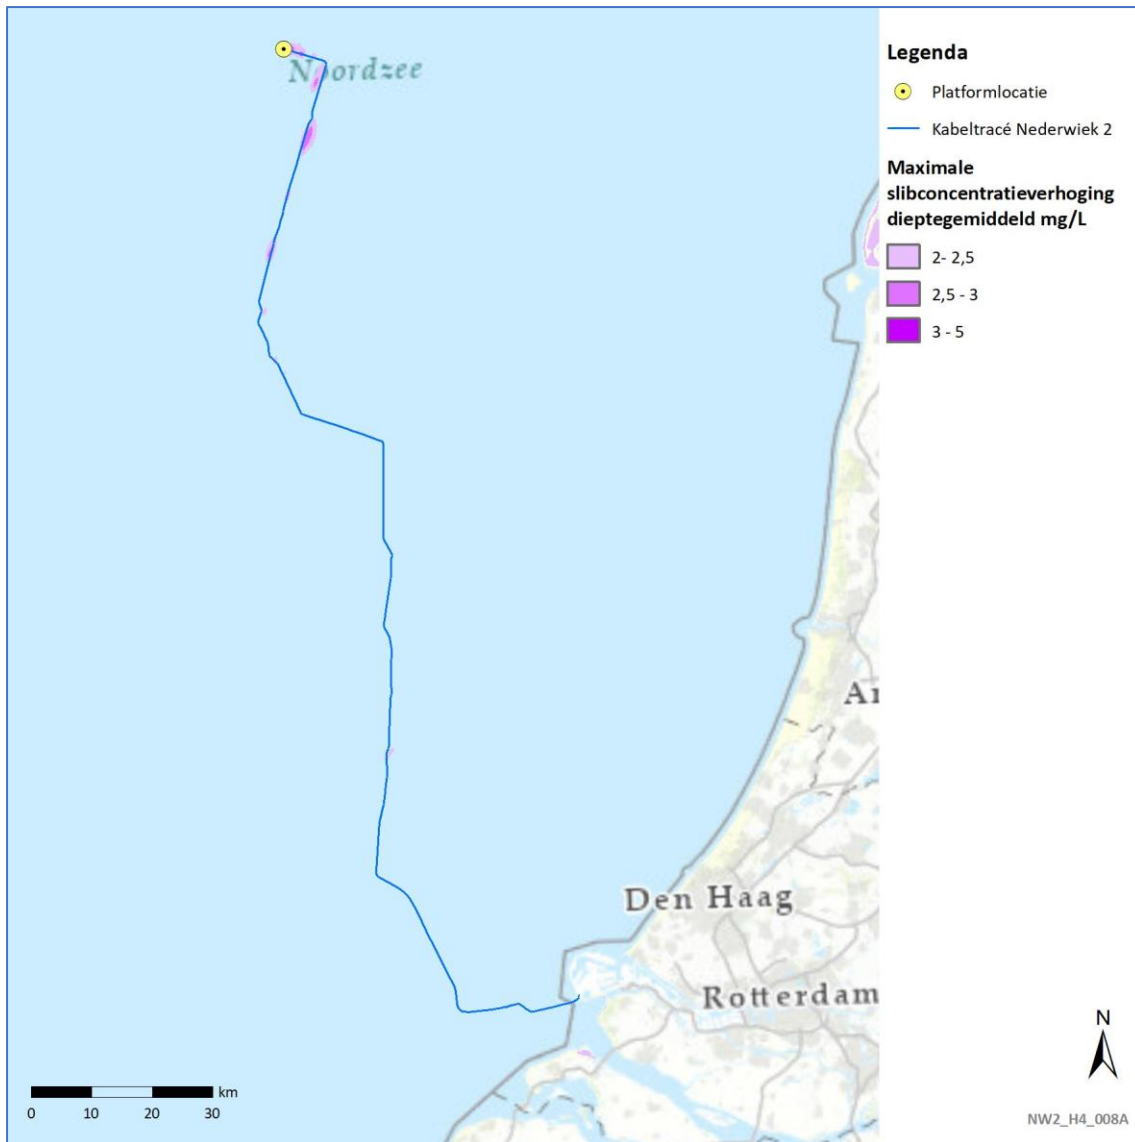 Noordzee
Den Haag
Rotterdam
0 10 20 30 km
Legenda
Platformlocatie
Kabeltracé Nederwiek 2
Maximale
slibconcentratieverhoging
dieptegemiddeld mg/L
2- 2,5
2,5 - 3
3 - 5
N
NW2_H4_008A